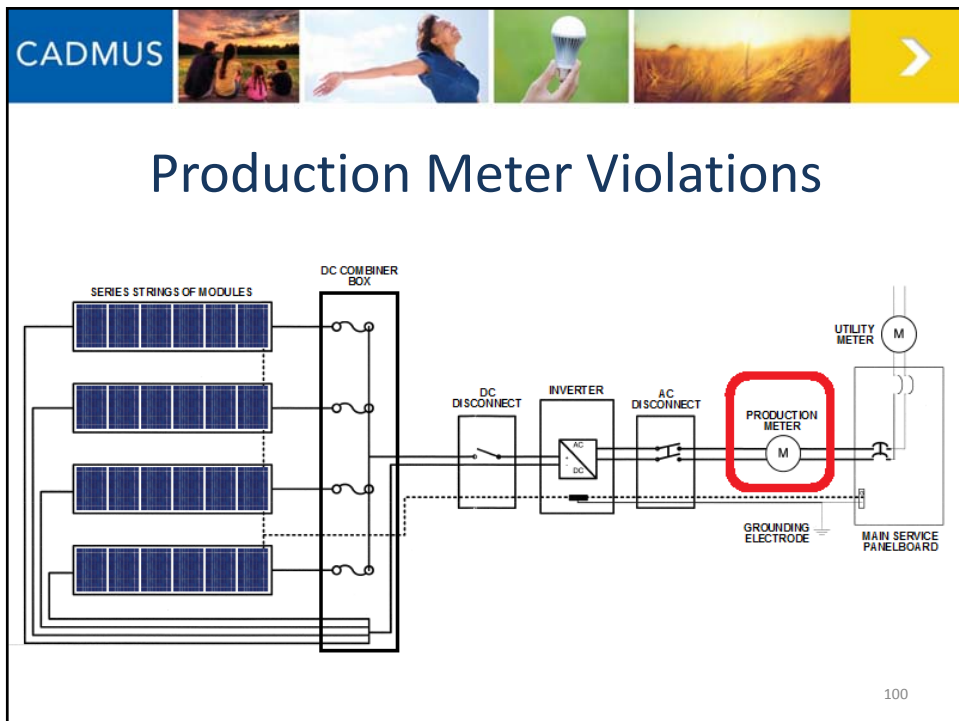 CADMUS
Production Meter Violations
DC COMBINER
BOX
SERIES STRINGS OF MODULES
UTILITY
METER
M
DC
DISCONNECT
INVERTER
AC
DISCONNECT
PRODUCTION
METER
M
AC
DC
GROUNDING
ELECTRODE
MAIN SERVICE
PANELBOARD
100